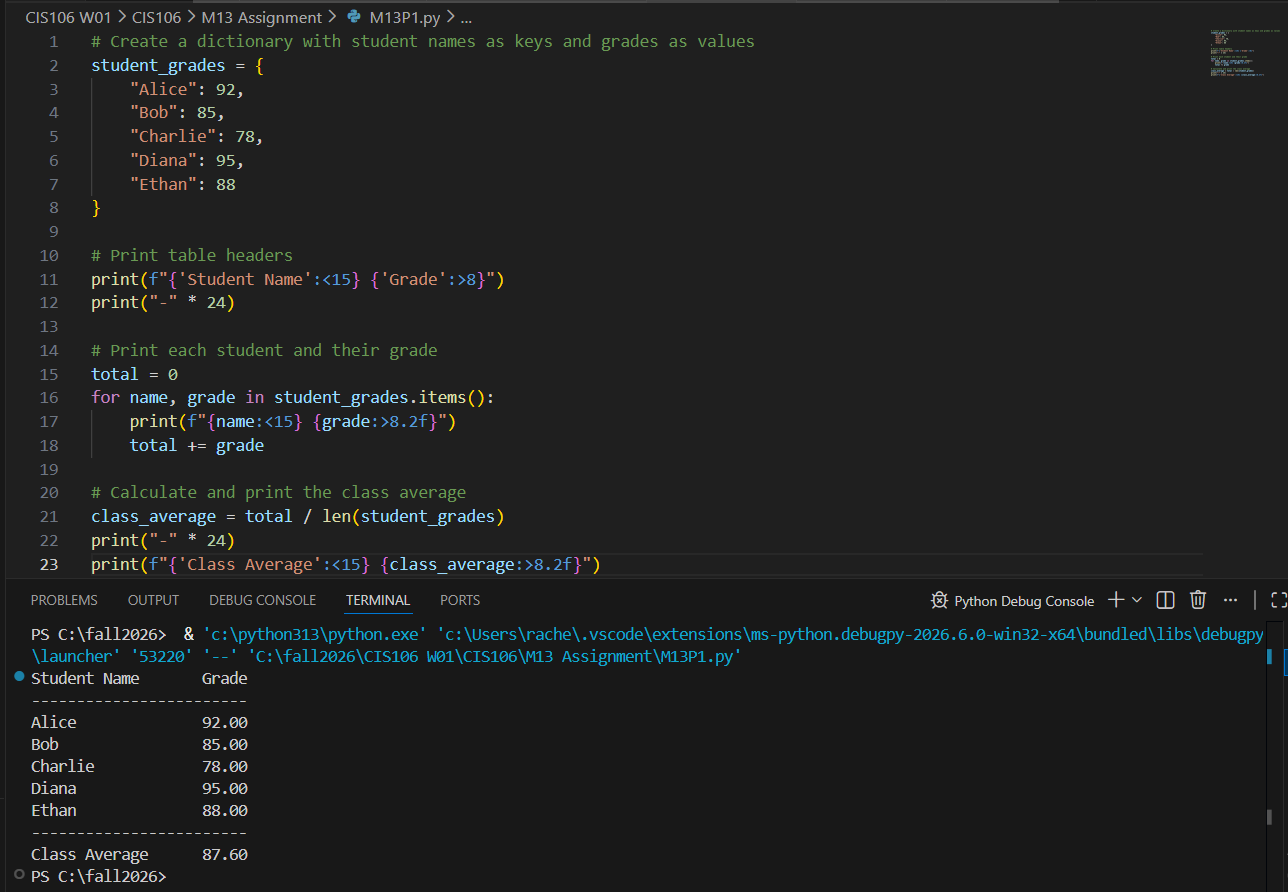 CIS106 W01 > CIS106 > M13 Assignment > M13P1.py > ...
1 # Create a dictionary with student names as keys and grades as values
2 student_grades = {
3     "Alice": 92,
4     "Bob": 85,
5     "Charlie": 78,
6     "Diana": 95,
7     "Ethan": 88
8 }
9
10 # Print table headers
11 print(f"{'Student Name':<15} {'Grade':>8}")
12 print("-" * 24)
13
14 # Print each student and their grade
15 total = 0
16 for name, grade in student_grades.items():
17     print(f"{name:<15} {grade:>8.2f}")
18     total += grade
19
20 # Calculate and print the class average
21 class_average = total / len(student_grades)
22 print("-" * 24)
23 print(f"{'Class Average':<15} {class_average:>8.2f}")
PROBLEMS OUTPUT DEBUG CONSOLE TERMINAL PORTS Python Debug Console
PS C:\fall2026>  & 'c:\python313\python.exe' 'c:\Users\rache\.vscode\extensions\ms-python.debugpy-2026.6.0-win32-x64\bundled\libs\debugpy
\launcher' '53220' '--' 'C:\fall2026\CIS106 W01\CIS106\M13 Assignment\M13P1.py'
Student Name        Grade
------------------------
Alice               92.00
Bob                 85.00
Charlie             78.00
Diana               95.00
Ethan               88.00
------------------------
Class Average       87.60
PS C:\fall2026>